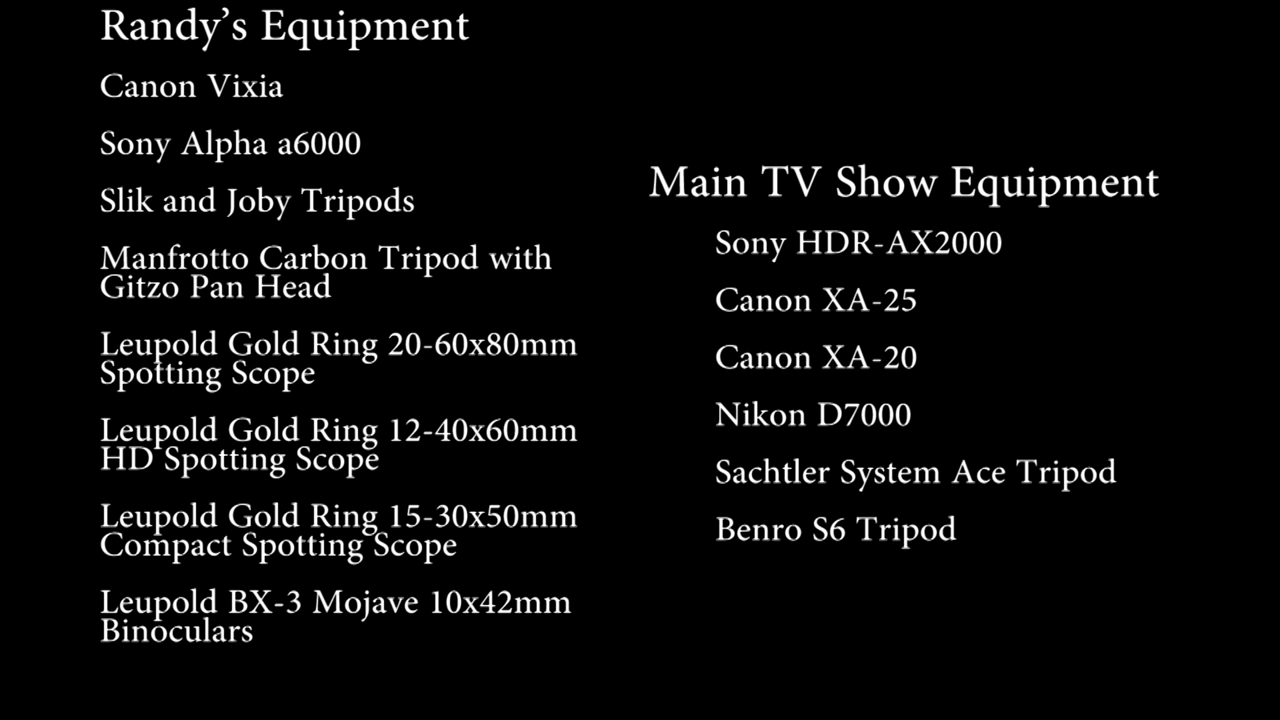 Randy's Equipment
Canon Vixia
Sony Alpha a6000
Slik and Joby Tripods
Manfrotto Carbon Tripod with
Gitzo Pan Head
Leupold Gold Ring 20-60x80mm
Spotting Scope
Leupold Gold Ring 12-40x60mm
HD Spotting Scope
Leupold Gold Ring 15-30x50mm
Compact Spotting Scope
Leupold BX-3 Mojave 10x42mm
Binoculars
Main TV Show Equipment
Sony HDR-AX2000
Canon XA-25
Canon XA-20
Nikon D7000
Sachtler System Ace Tripod
Benro S6 Tripod